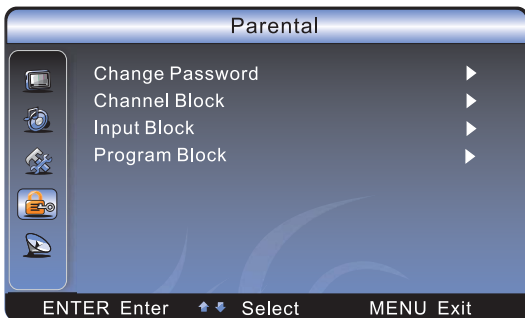 Parental
Change Password
Channel Block
Input Block
Program Block
ENTER Enter Select MENU Exit